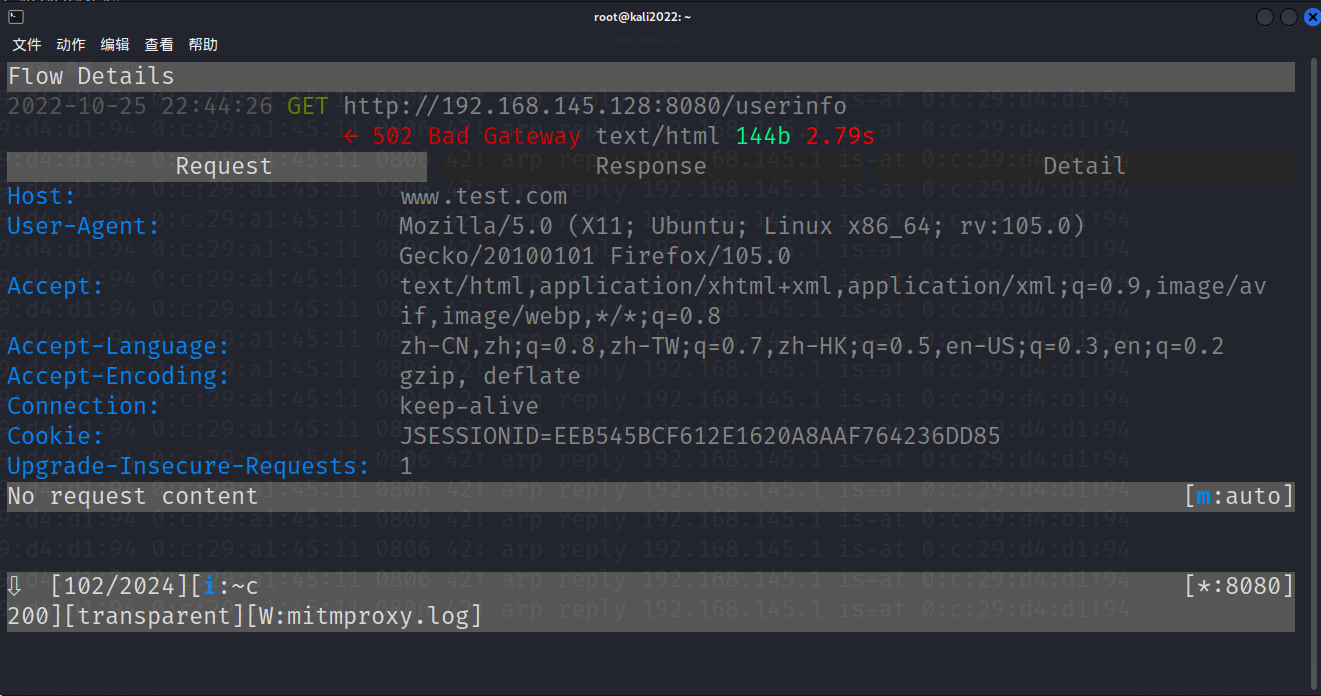 root@kali2022: ~
文件 动作 编辑 查看 帮助
Flow Details
2022-10-25 22:44:26 GET http://192.168.145.128:8080/userinfo
← 502 Bad Gateway text/html 144b 2.79s
Request Response Detail
Host: www.test.com
User-Agent: Mozilla/5.0 (X11; Ubuntu; Linux x86_64; rv:105.0)
Gecko/20100101 Firefox/105.0
Accept: text/html,application/xhtml+xml,application/xml;q=0.9,image/av
if,image/webp,*/*;q=0.8
Accept-Language: zh-CN,zh;q=0.8,zh-TW;q=0.7,zh-HK;q=0.5,en-US;q=0.3,en;q=0.2
Accept-Encoding: gzip, deflate
Connection: keep-alive
Cookie: JSESSIONID=EEB545BCF612E1620A8AAF764236DD85
Upgrade-Insecure-Requests: 1
No request content [m:auto]
⇩ [102/2024][i:~c [*:8080]
200][transparent][W:mitmproxy.log]